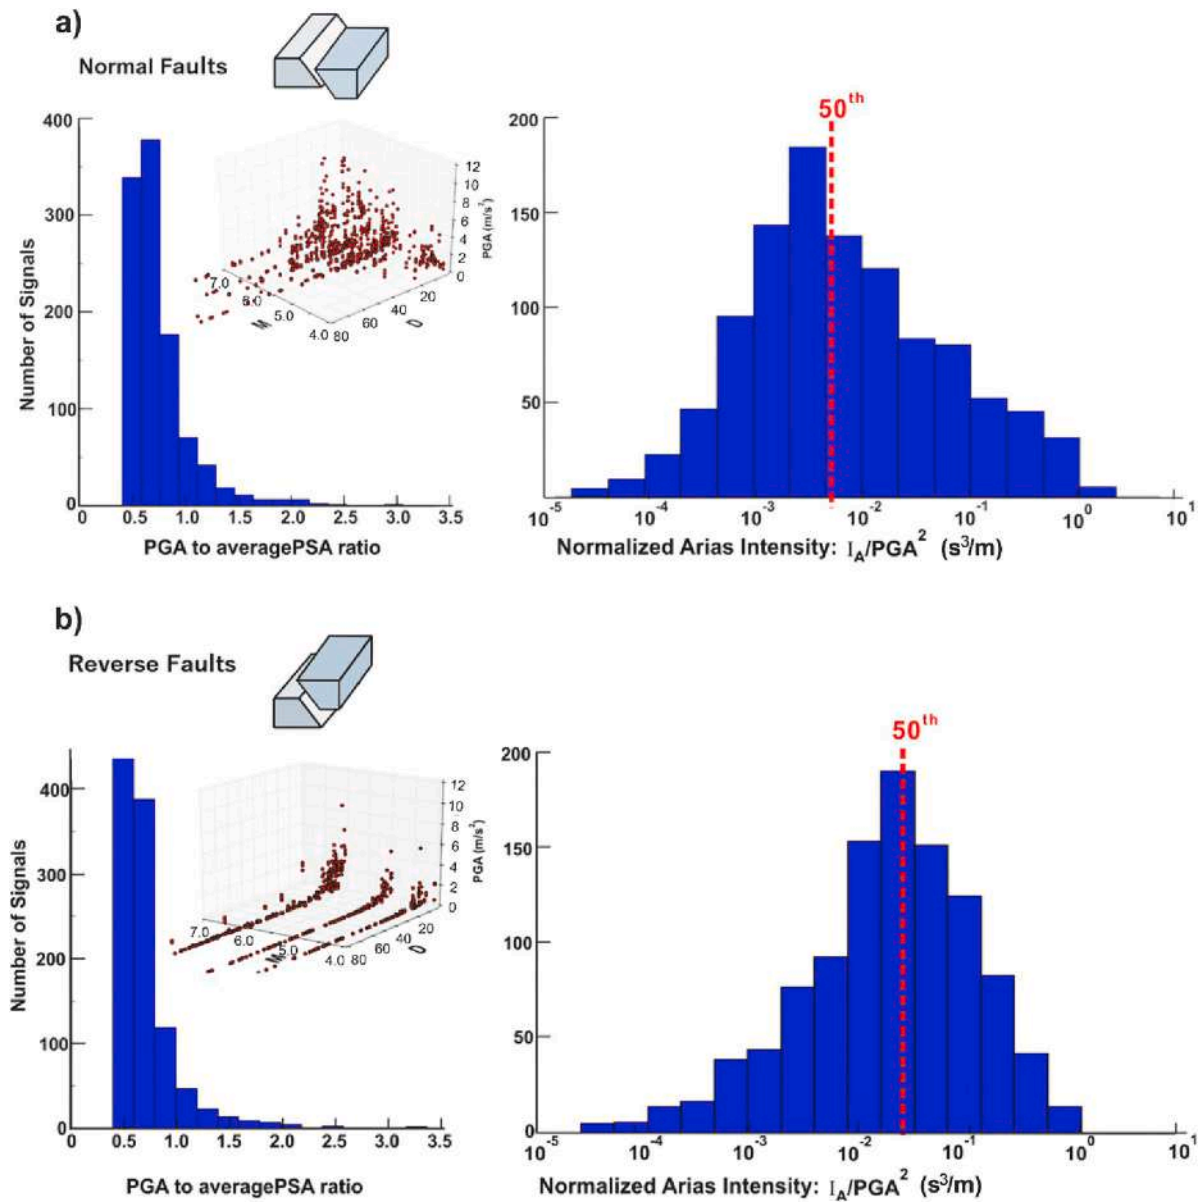 a)
Normal Faults
400
300
200
100
0
Number of Signals
0 0.5 1.0 1.5 2.0 2.5 3.0 3.5
PGA to averagePSA ratio
12
10
8
6
4
2
0
PGA (m/s²)
7.0 6.0 5.0 4.0
M
80 60 40 20
D
50th
200
150
100
50
10-5 10-4 10-3 10-2 10-1 100 101
Normalized Arias Intensity: IA/PGA2 (s3/m)
b)
Reverse Faults
400
300
200
100
0
Number of Signals
0 0.5 1.0 1.5 2.0 2.5 3.0 3.5
PGA to averagePSA ratio
12
10
8
6
4
2
0
PGA (m/s²)
7.0 6.0 5.0 4.0
M
80 60 40 20
D
50th
200
150
100
50
0
10-5 10-4 10-3 10-2 10-1 100 101
Normalized Arias Intensity: IA/PGA2 (s3/m)